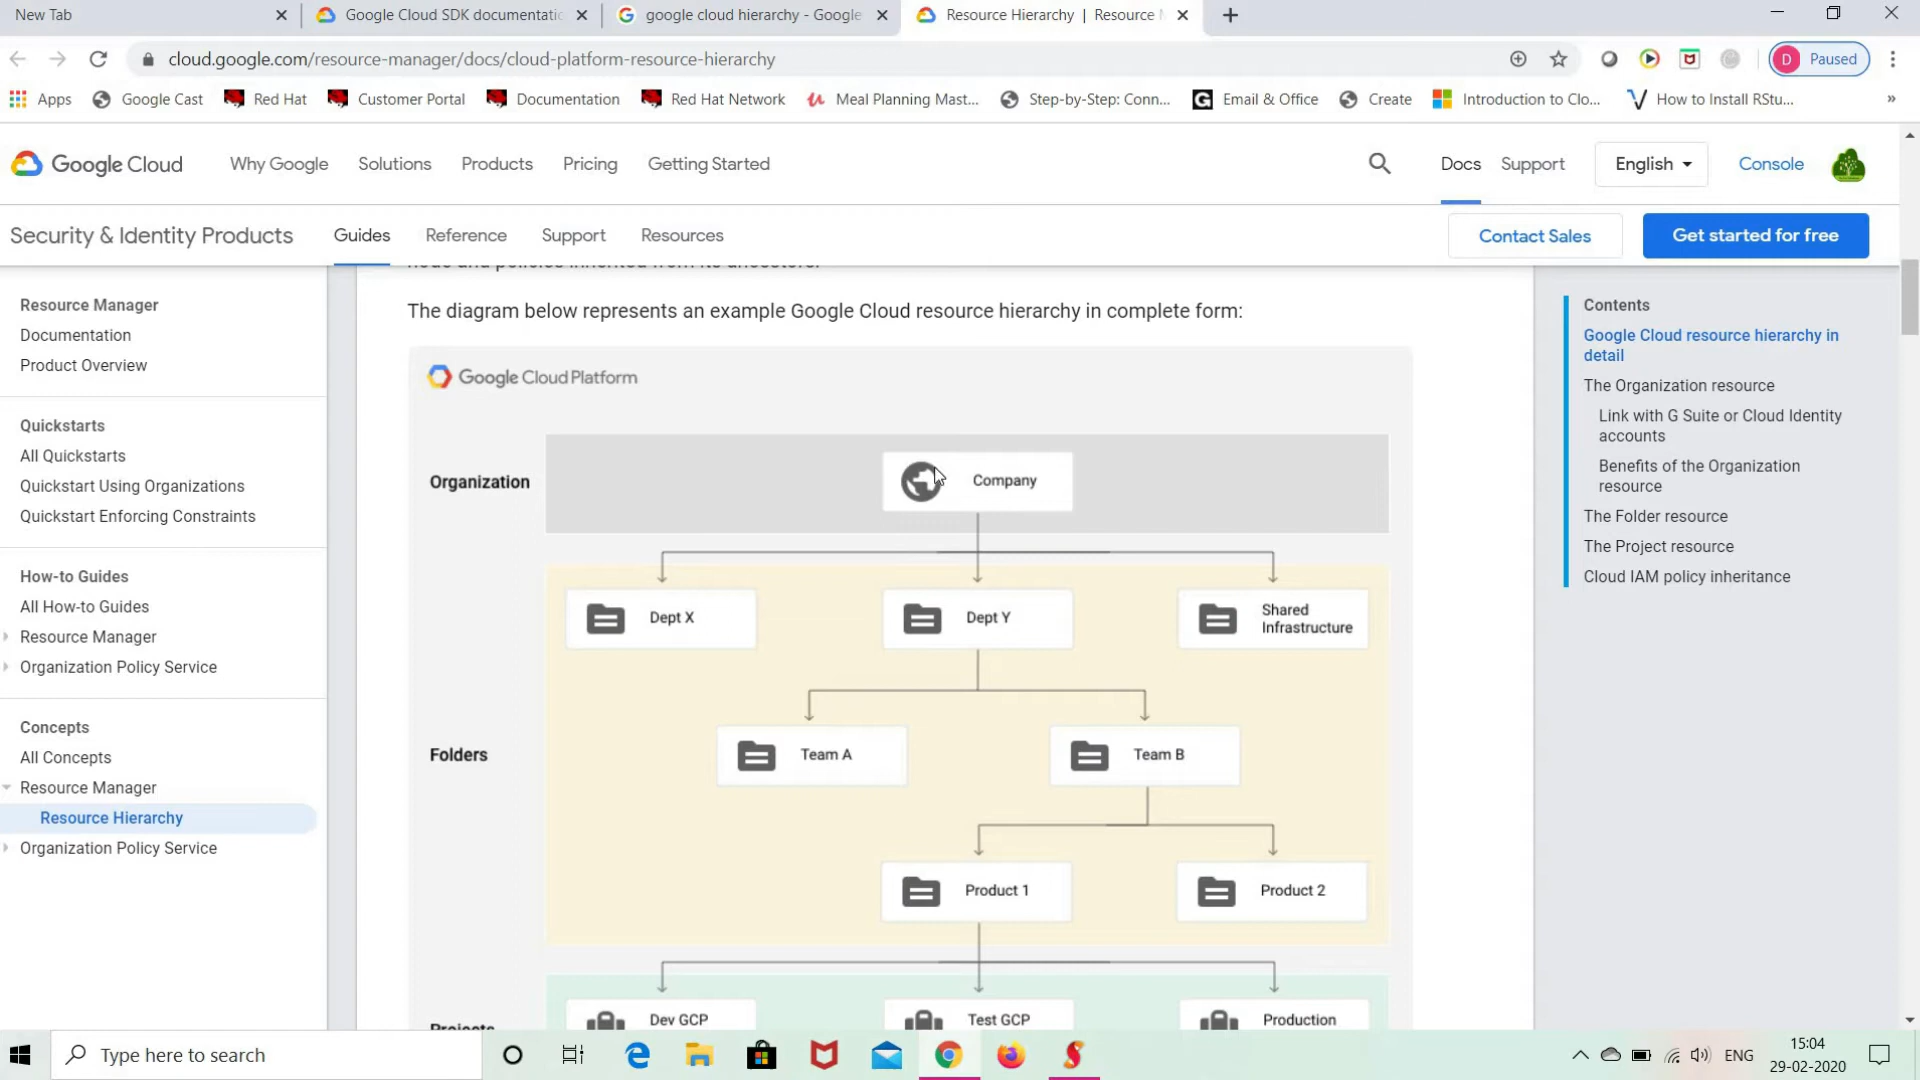 New Tab
Google Cloud SDK documentatic
google cloud hierarchy - Google
Resource Hierarchy | Resource M
cloud.google.com/resource-manager/docs/cloud-platform-resource-hierarchy
D Paused
Apps
Google Cast
Red Hat
Customer Portal
Documentation
Red Hat Network
Meal Planning Mast...
Step-by-Step: Conn...
Email & Office
Create
Introduction to Clo...
How to Install RStu...
»
Google Cloud
Why Google
Solutions
Products
Pricing
Getting Started
Docs
Support
English
Console
Security & Identity Products
Guides
Reference
Support
Resources
Contact Sales
Get started for free
Resource Manager
Documentation
Product Overview
Quickstarts
All Quickstarts
Quickstart Using Organizations
Quickstart Enforcing Constraints
How-to Guides
All How-to Guides
Resource Manager
Organization Policy Service
Concepts
All Concepts
Resource Manager
Resource Hierarchy
Organization Policy Service
node and policies inherited from its ancestors.
The diagram below represents an example Google Cloud resource hierarchy in complete form:
Google Cloud Platform
Organization
Company
Dept X
Dept Y
Shared
Infrastructure
Folders
Team A
Team B
Product 1
Product 2
Projects
Dev GCP
Test GCP
Production
Contents
Google Cloud resource hierarchy in
detail
The Organization resource
Link with G Suite or Cloud Identity
accounts
Benefits of the Organization
resource
The Folder resource
The Project resource
Cloud IAM policy inheritance
Type here to search
ENG
15:04
29-02-2020